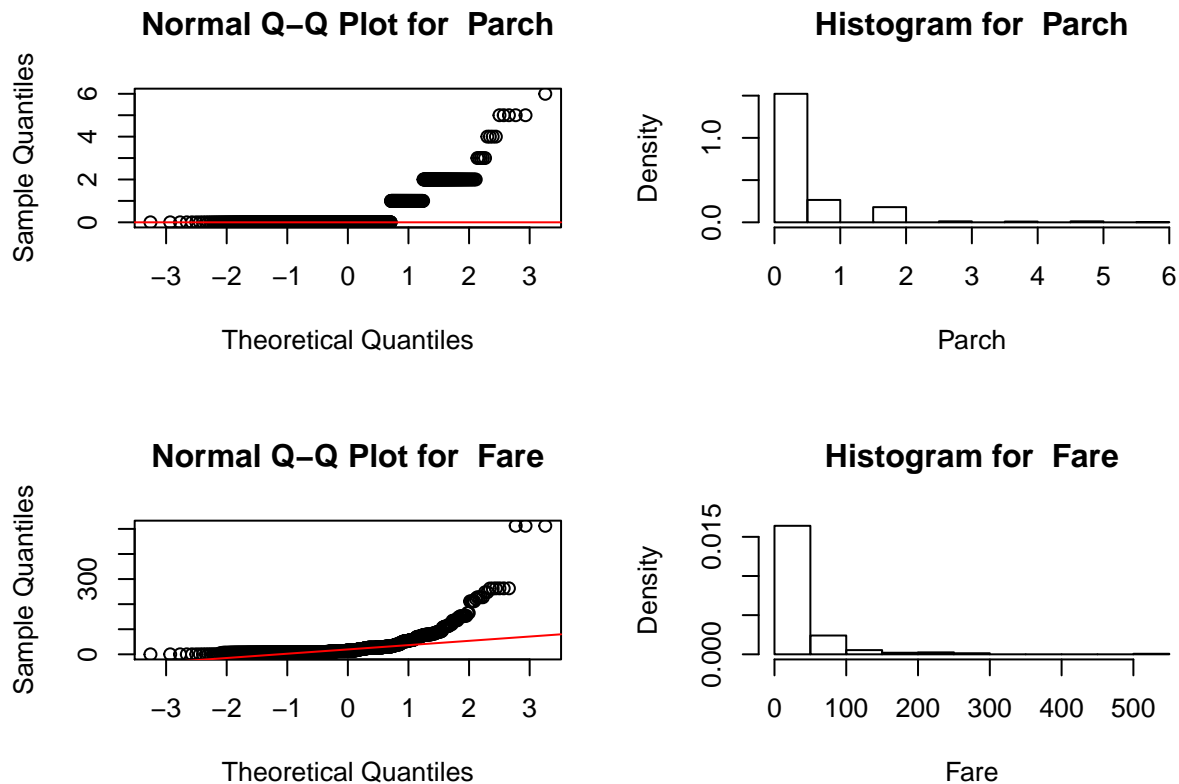 Normal Q−Q Plot for  Parch
Sample Quantiles
0 2 4 6
−3 −2 −1 0 1 2 3
Theoretical Quantiles
Histogram for  Parch
Density
0.0 1.0
0 1 2 3 4 5 6
Parch
Normal Q−Q Plot for  Fare
Sample Quantiles
0 300
−3 −2 −1 0 1 2 3
Theoretical Quantiles
Histogram for  Fare
Density
0.000 0.015
0 100 200 300 400 500
Fare